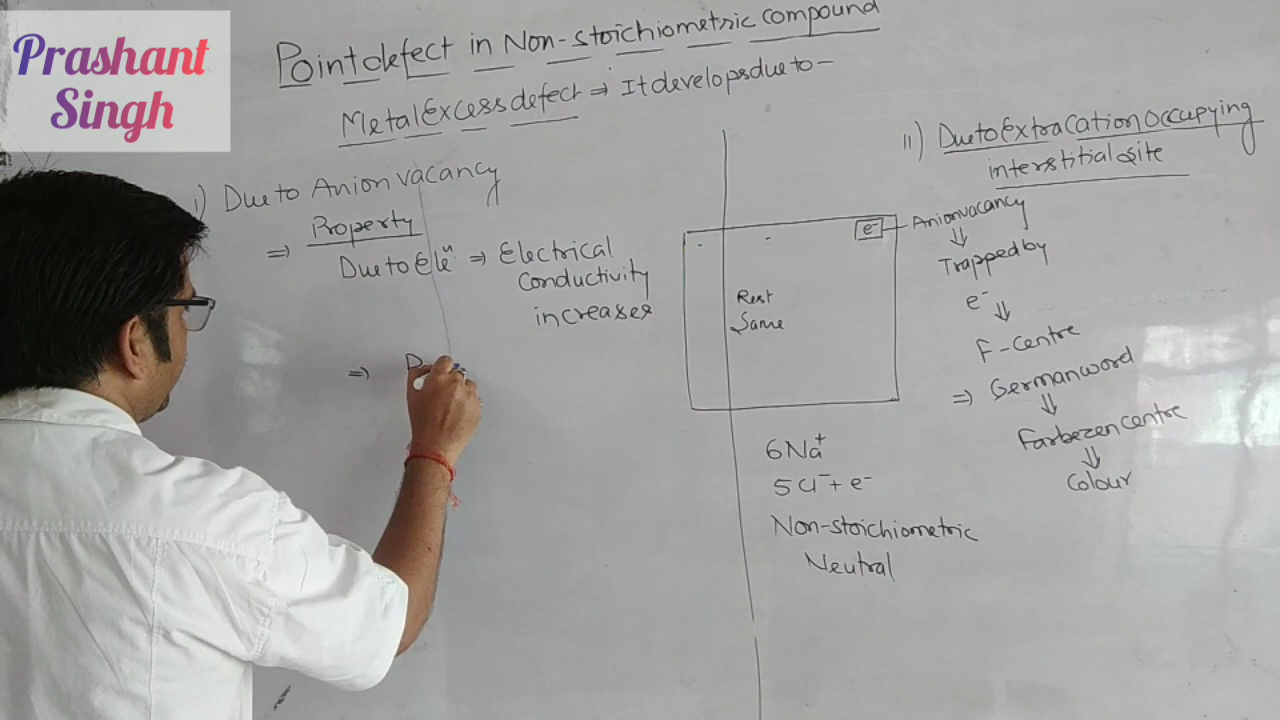 Prashant
Singh
Point defect in Non-stoichiometric compound
Metal Excess defect ⇒ It develops due to –
i) Due to Anion vacancy
⇒ Property
Due to Eleⁿ ⇒ Electrical
conductivity
increases
⇒
ii) Due to Extra Cation occupying
interstitial site
e⁻ Anion vacancy
⇓
Trapped by
e⁻
⇓
F-centre
⇒ German word
⇓
Farbezen centre
⇓
Colour
Rest
Same
6Na⁺
5Cl⁻ + e⁻
Non-stoichiometric
Neutral